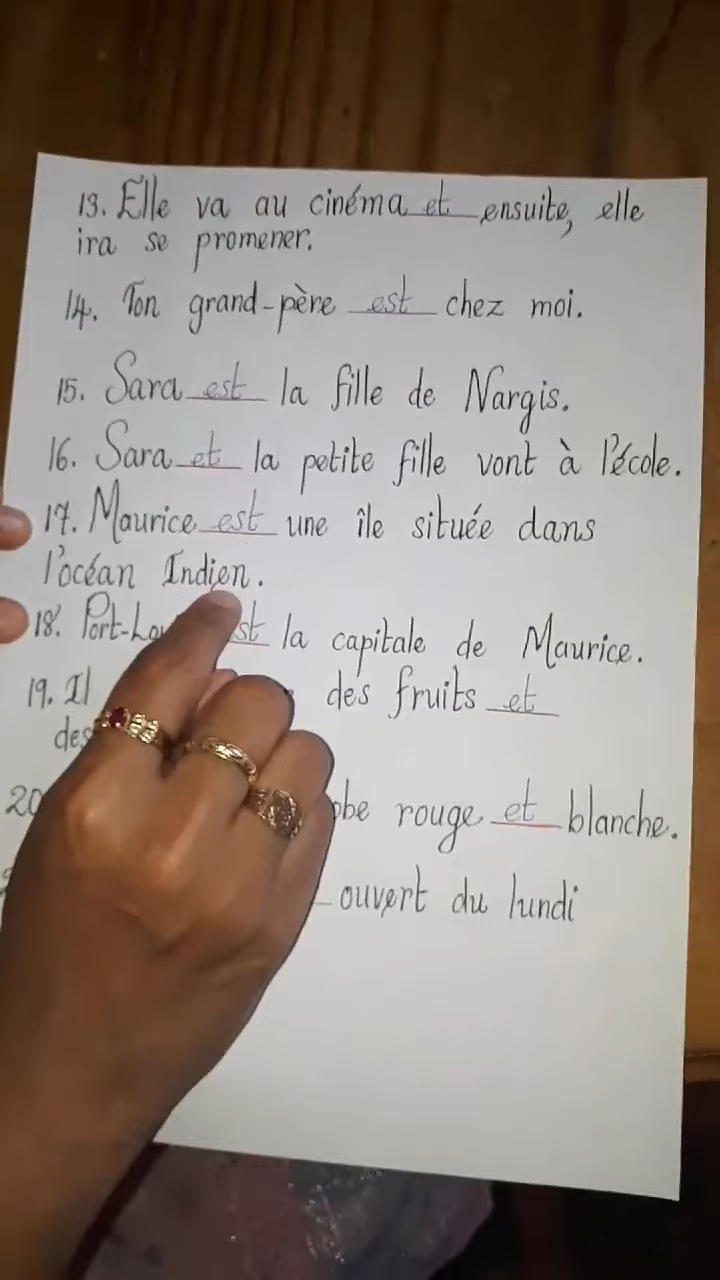 13. Elle va au cinéma et ensuite, elle
ira se promener.
14. Ton grand-père est chez moi.
15. Sara est la fille de Nargis.
16. Sara et la petite fille vont à l'école.
17. Maurice est une île située dans
l'océan Indien.
18. Port-Lou st la capitale de Maurice.
19. Il des fruits et
des
20 be rouge et blanche.
ouvert du lundi